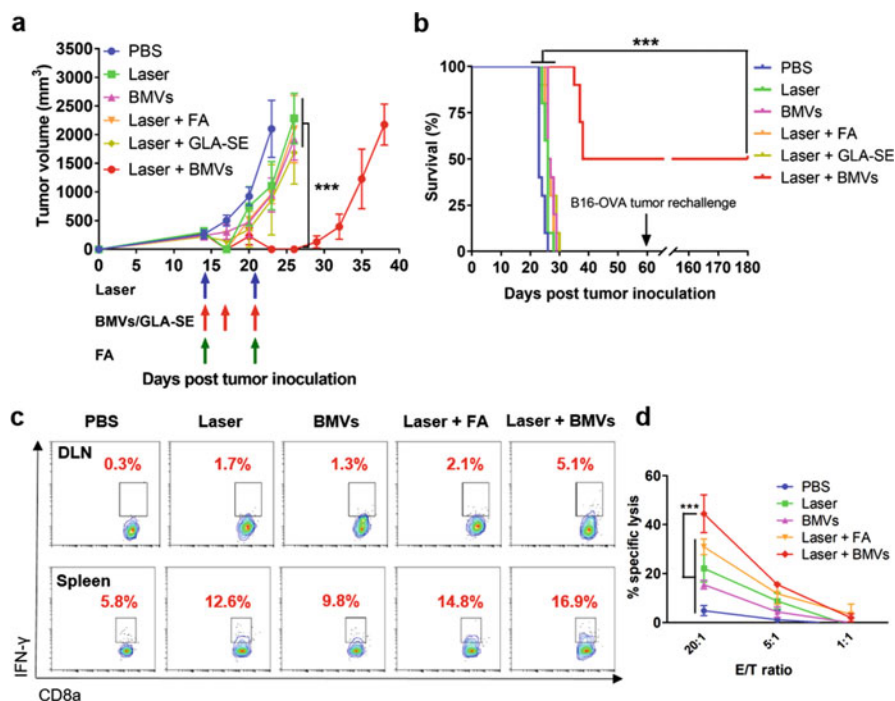 a
Tumor volume (mm³)
3500
3000
2500
2000
1500
1000
500
0
PBS
Laser
BMVs
Laser + FA
Laser + GLA-SE
Laser + BMVs
***
0 5 10 15 20 25 30 35 40
Laser
BMVs/GLA-SE
FA
Days post tumor inoculation
b
Survival (%)
100
80
60
40
20
0
***
PBS
Laser
BMVs
Laser + FA
Laser + GLA-SE
Laser + BMVs
B16-OVA tumor rechallenge
0 10 20 30 40 50 60 160 170 180
Days post tumor inoculation
c
PBS Laser BMVs Laser + FA Laser + BMVs
DLN
0.3% 1.7% 1.3% 2.1% 5.1%
Spleen
5.8% 12.6% 9.8% 14.8% 16.9%
IFN-γ
CD8a
d
% specific lysis
60
40
20
0
***
PBS
Laser
BMVs
Laser + FA
Laser + BMVs
20:1 5:1 1:1
E/T ratio